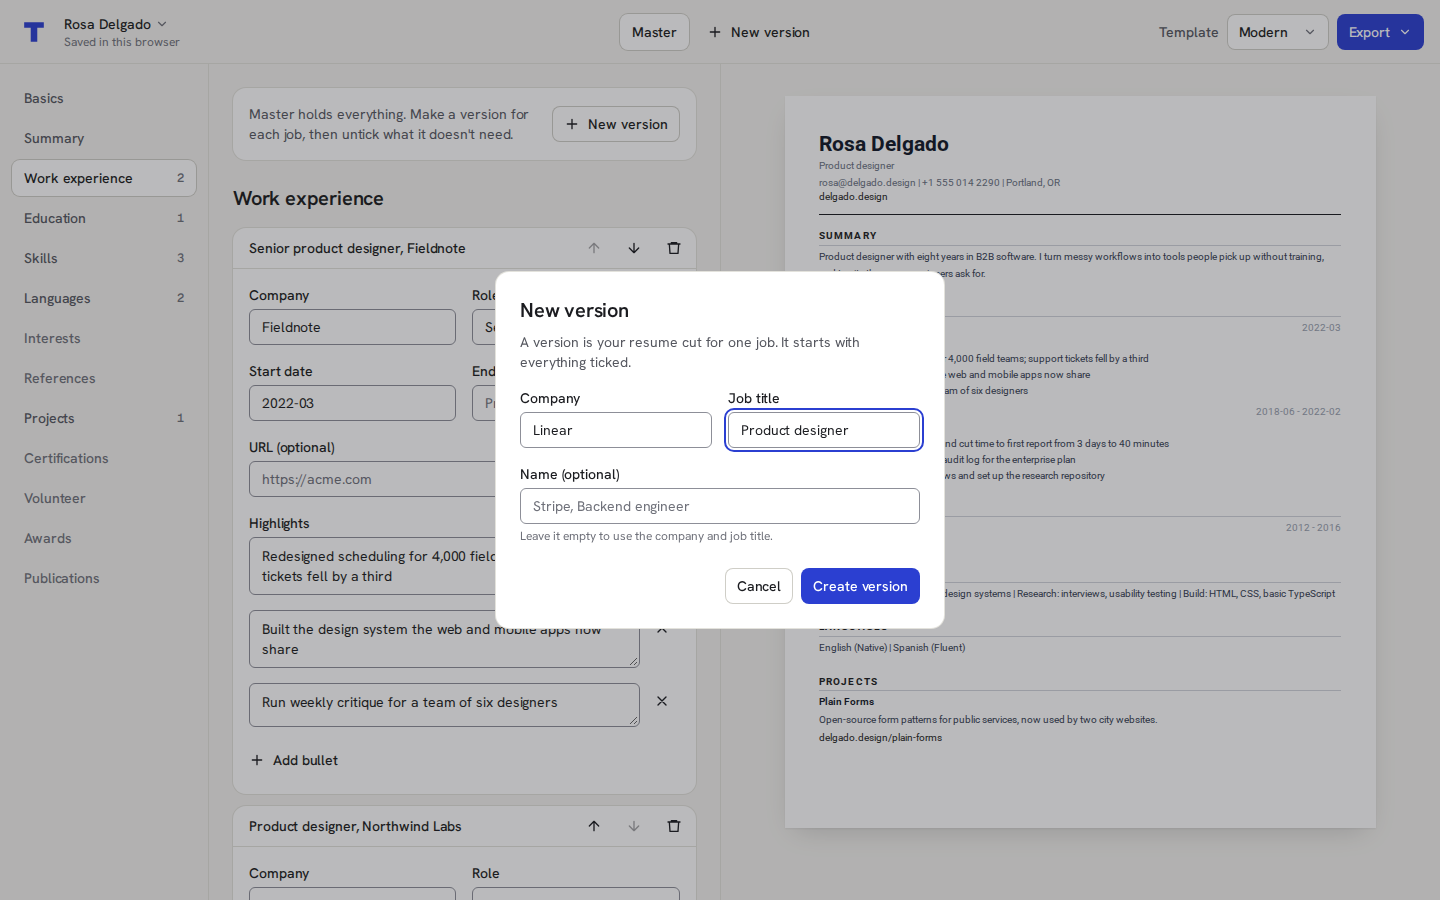 Rosa Delgado
Saved in this browser
Master
New version
Template
Modern
Export
Basics
Summary
Work experience 2
Education 1
Skills 3
Languages 2
Interests
References
Projects 1
Certifications
Volunteer
Awards
Publications
Master holds everything. Make a version for
each job, then untick what it doesn't need.
New version
Work experience
Senior product designer, Fieldnote
Company
Fieldnote
Start date
2022-03
URL (optional)
https://acme.com
Highlights
Redesigned scheduling for 4,000
tickets fell by a third
Built the design system the web and mobile apps now
share
Run weekly critique for a team of six designers
Add bullet
Product designer, Northwind Labs
Company
Role
New version
A version is your resume cut for one job. It starts with
everything ticked.
Company
Job title
Linear
Product designer
Name (optional)
Stripe, Backend engineer
Leave it empty to use the company and job title.
Cancel
Create version
Rosa Delgado
Product designer
rosa@delgado.design | +1 555 014 2290 | Portland, OR
delgado.design
SUMMARY
Product designer with eight years in B2B software. I turn messy workflows into tools people pick up without training,
ask for.
2022-03
4,000 field teams; support tickets fell by a third
web and mobile apps now share
of six designers
2018-06 - 2022-02
cut time to first report from 3 days to 40 minutes
audit log for the enterprise plan
and set up the research repository
2012 - 2016
design systems | Research: interviews, usability testing | Build: HTML, CSS, basic TypeScript
English (Native) | Spanish (Fluent)
PROJECTS
Plain Forms
Open-source form patterns for public services, now used by two city websites.
delgado.design/plain-forms